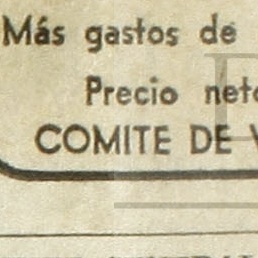 Más gastos de
Precio neto
COMITE DE